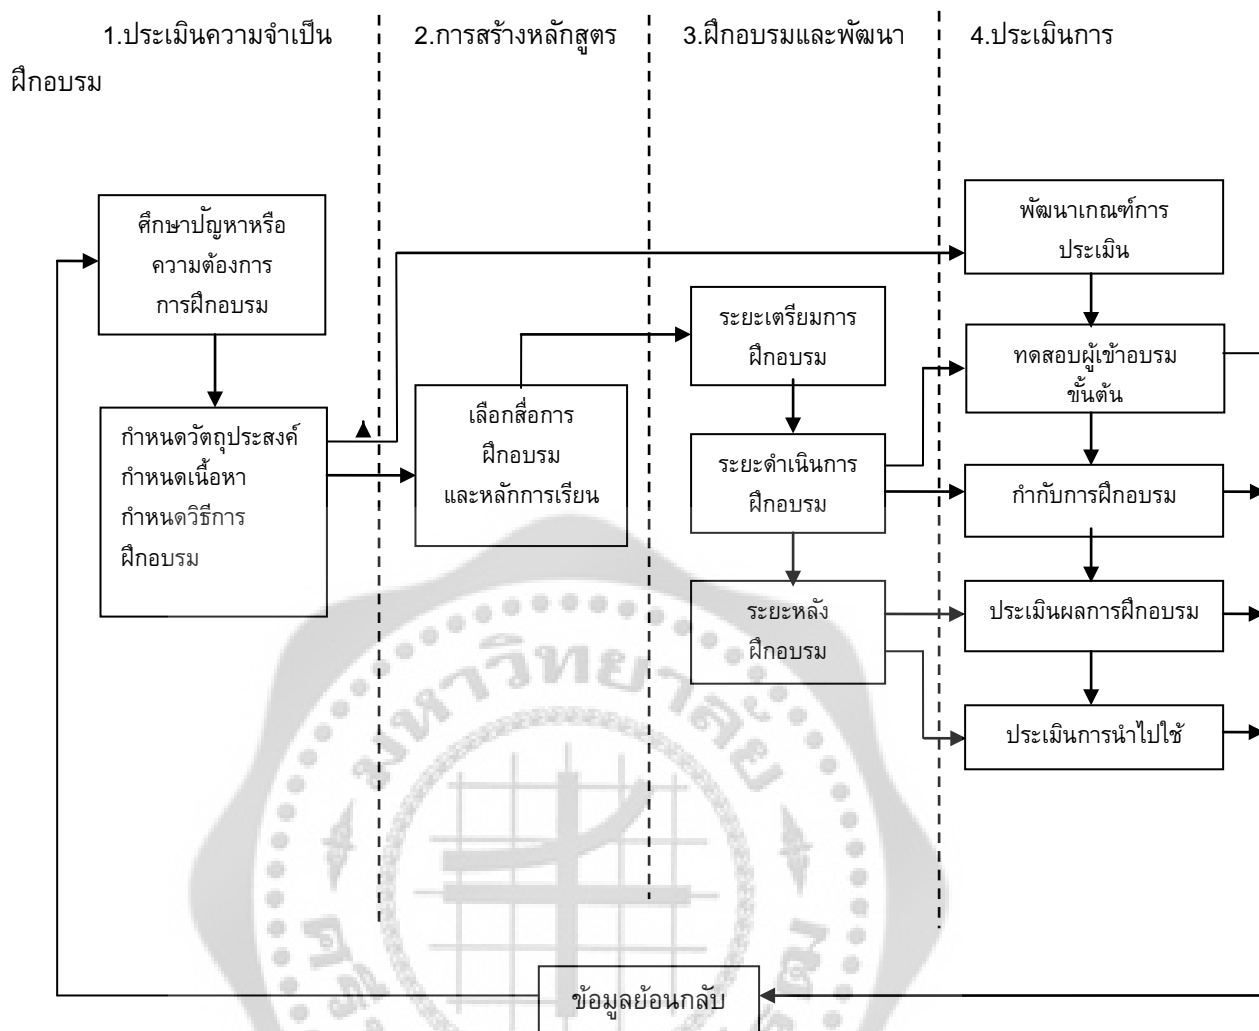 1.ประเมินความจำเป็น 2.การสร้างหลักสูตร 3.ฝึกอบรมและพัฒนา 4.ประเมินการ
ฝึกอบรม
ศึกษาปัญหาหรือ
ความต้องการ
การฝึกอบรม
กำหนดวัตถุประสงค์
กำหนดเนื้อหา
กำหนดวิธีการ
ฝึกอบรม
เลือกสื่อการ
ฝึกอบรม
และหลักการเรียน
ระยะเตรียมการ
ฝึกอบรม
ระยะดำเนินการ
ฝึกอบรม
ระยะหลัง
ฝึกอบรม
พัฒนาเกณฑ์การ
ประเมิน
ทดสอบผู้เข้าอบรม
ขั้นต้น
กำกับการฝึกอบรม
ประเมินผลการฝึกอบรม
ประเมินการนำไปใช้
ข้อมูลย้อนกลับ
มหาวิทยาลัย
ศรี